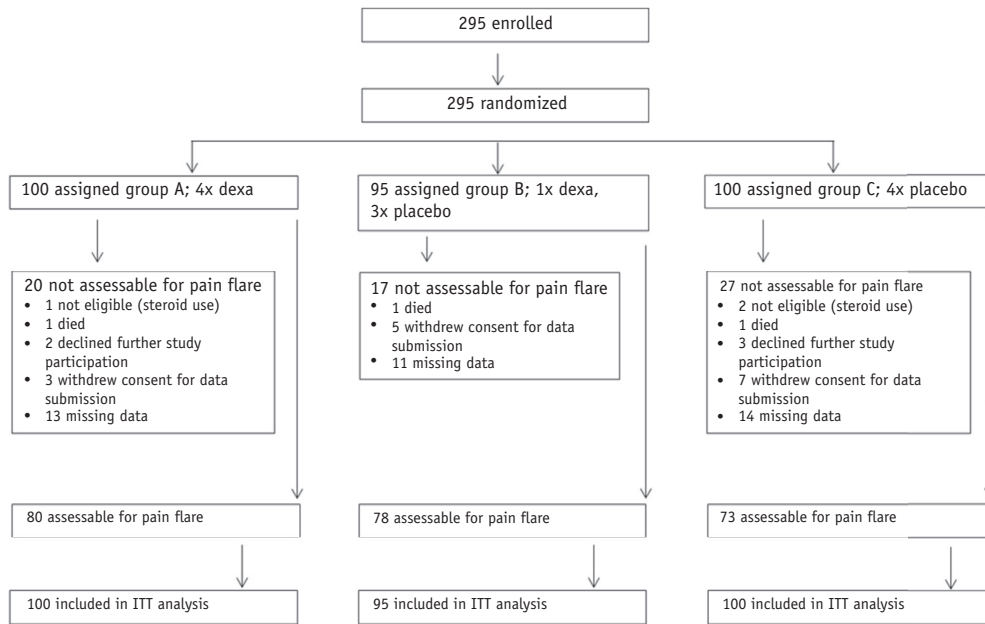 295 enrolled
295 randomized
100 assigned group A; 4x dexa
95 assigned group B; 1x dexa,
3x placebo
100 assigned group C; 4x placebo
20 not assessable for pain flare
• 1 not eligible (steroid use)
• 1 died
• 2 declined further study
participation
• 3 withdrew consent for data
submission
• 13 missing data
17 not assessable for pain flare
• 1 died
• 5 withdrew consent for data
submission
• 11 missing data
27 not assessable for pain flare
• 2 not eligible (steroid use)
• 1 died
• 3 declined further study
participation
• 7 withdrew consent for data
submission
• 14 missing data
80 assessable for pain flare
78 assessable for pain flare
73 assessable for pain flare
100 included in ITT analysis
95 included in ITT analysis
100 included in ITT analysis